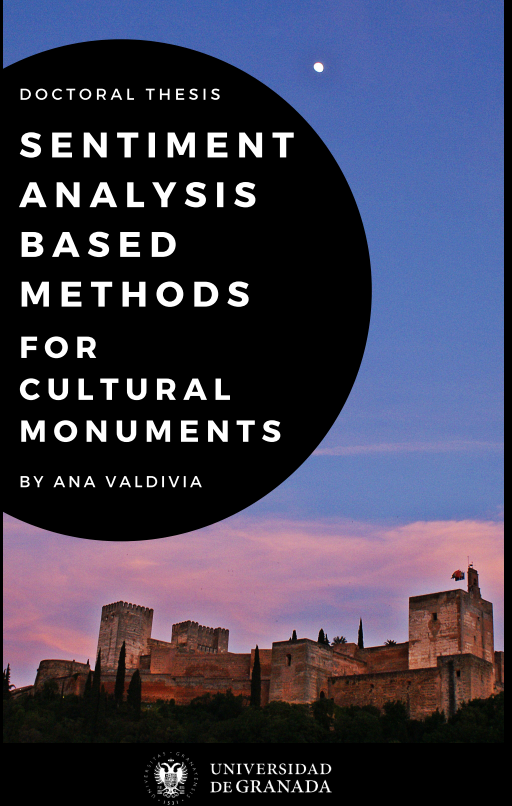 DOCTORAL THESIS
SENTIMENT
ANALYSIS
BASED
METHODS
FOR
CULTURAL
MONUMENTS
BY ANA VALDIVIA
UNIVERSIDAD
DE GRANADA